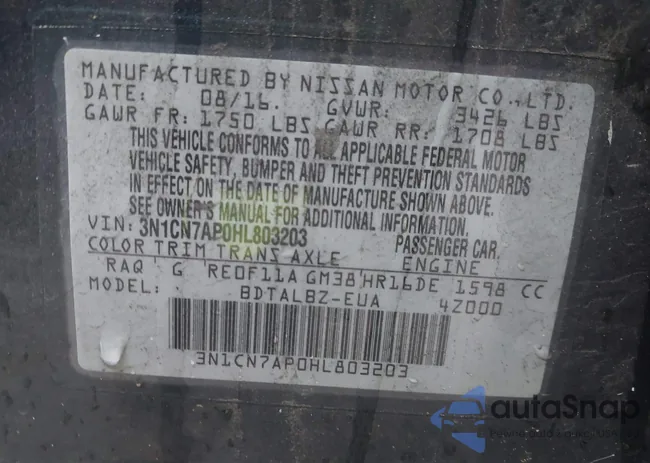 MANUFACTURED BY NISSAN MOTOR CO., LTD.
DATE: 08/16. GVWR: 3426 LBS
GAWR FR: 1750 LBS GAWR RR: 1708 LBS
THIS VEHICLE CONFORMS TO ALL APPLICABLE FEDERAL MOTOR
VEHICLE SAFETY, BUMPER AND THEFT PREVENTION STANDARDS
IN EFFECT ON THE DATE OF MANUFACTURE SHOWN ABOVE.
SEE OWNER'S MANUAL FOR ADDITIONAL INFORMATION.
VIN: 3N1CN7AP0HL803203 PASSENGER CAR.
COLOR TRIM TRANS AXLE ENGINE
RAQ G RE0F11A GM38 HR16DE 1598 CC
MODEL: BDTALBZ-EUA 42000
3N1CN7AP0HL803203
autoSnap